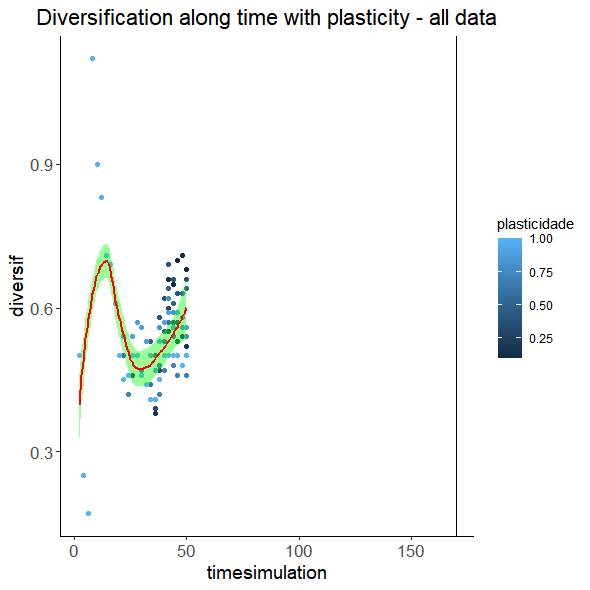 Diversification along time with plasticity - all data
diversif
0.9
0.6
0.3
0
50
100
150
timesimulation
plasticidade
1.00
0.75
0.50
0.25